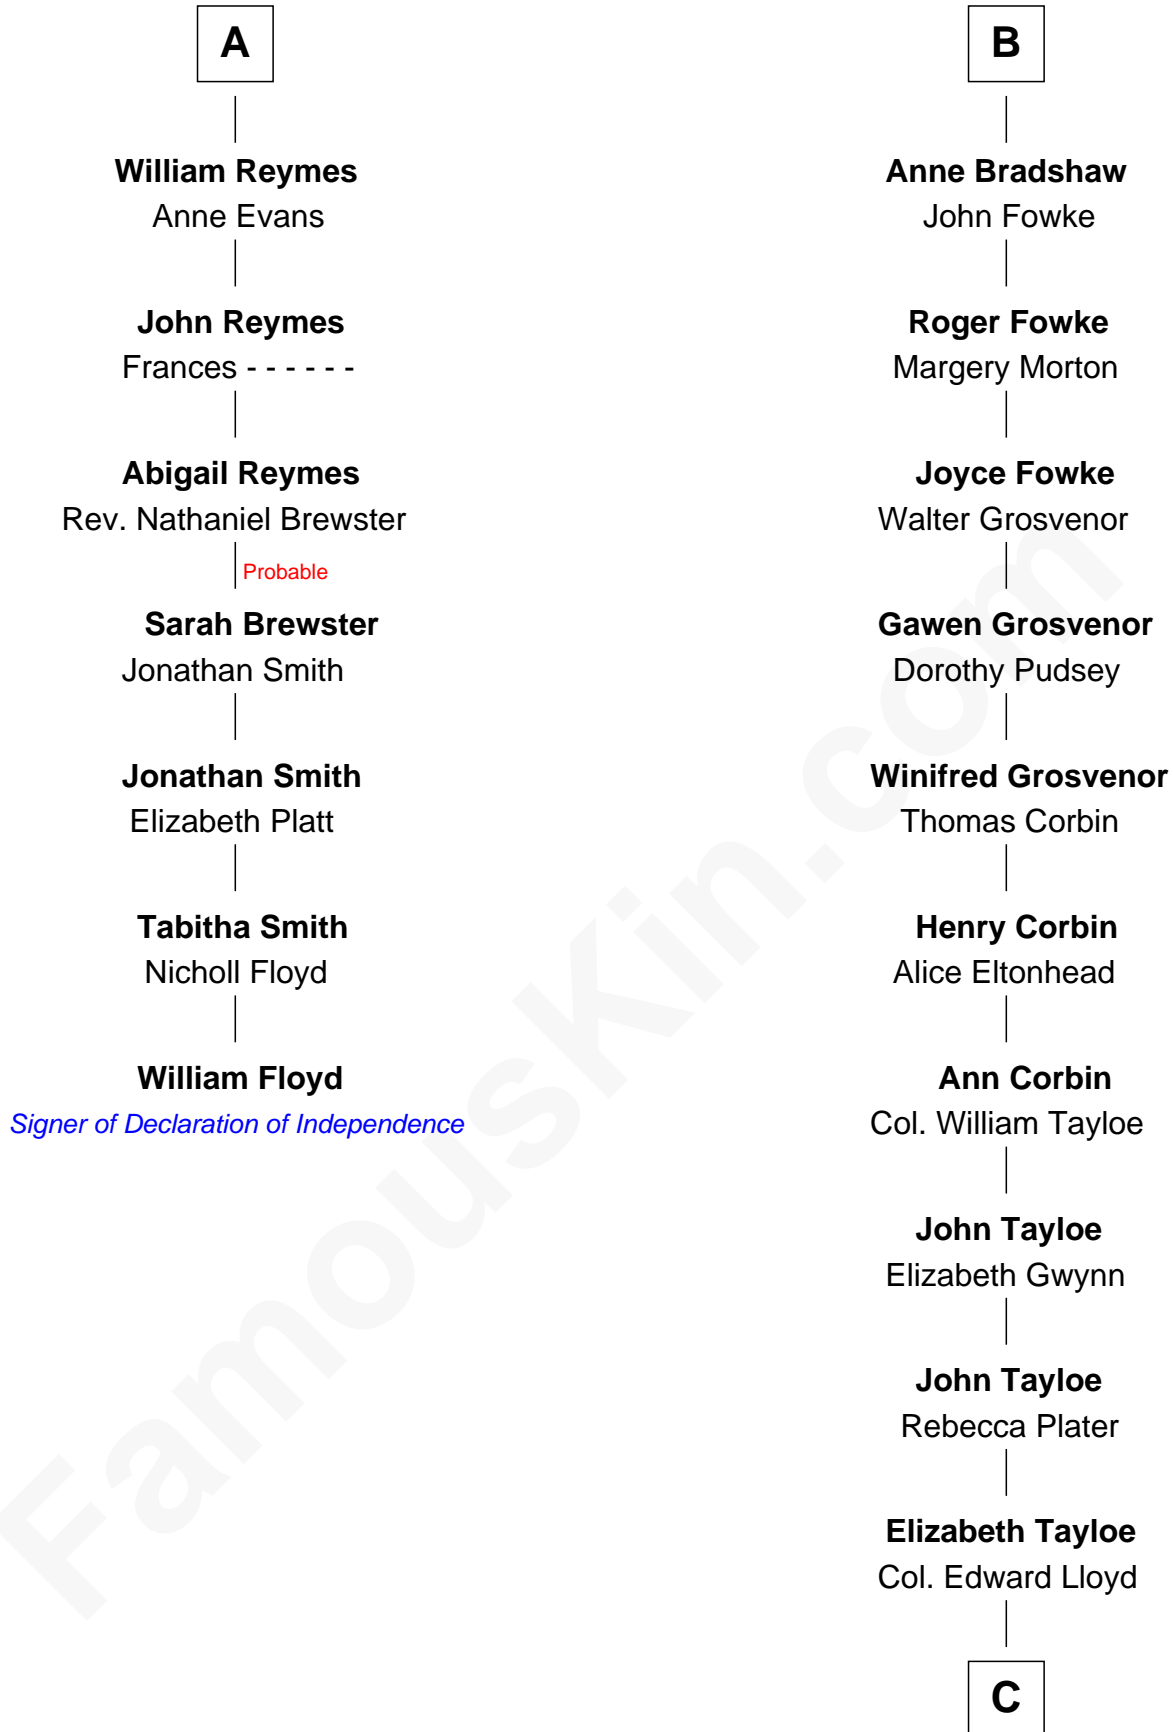 A
William Reymes
Anne Evans
John Reymes
Frances - - - - - -
Abigail Reymes
Rev. Nathaniel Brewster
Probable
Sarah Brewster
Jonathan Smith
Jonathan Smith
Elizabeth Platt
Tabitha Smith
Nicholl Floyd
William Floyd
Signer of Declaration of Independence
B
Anne Bradshaw
John Fowke
Roger Fowke
Margery Morton
Joyce Fowke
Walter Grosvenor
Gawen Grosvenor
Dorothy Pudsey
Winifred Grosvenor
Thomas Corbin
Henry Corbin
Alice Eltonhead
Ann Corbin
Col. William Tayloe
John Tayloe
Elizabeth Gwynn
John Tayloe
Rebecca Plater
Elizabeth Tayloe
Col. Edward Lloyd
C
FamousKin.com